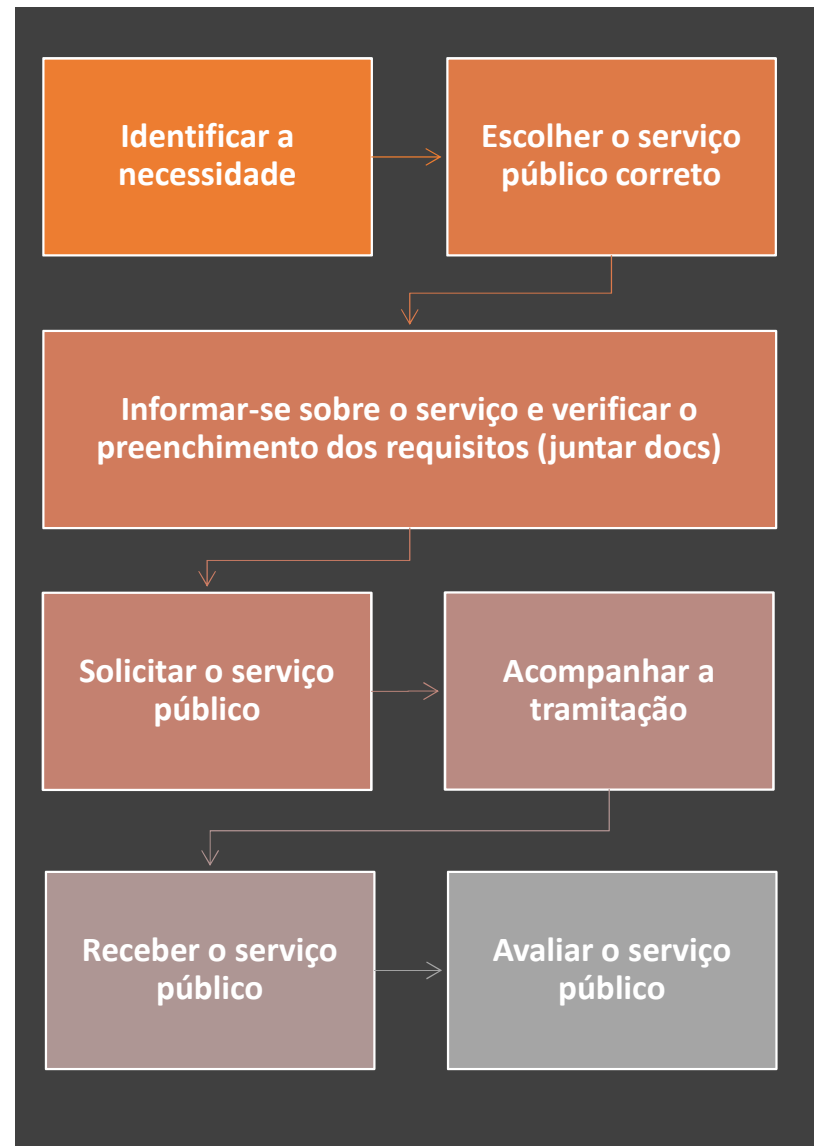 Identificar a
necessidade
Escolher o serviço
público correto
Informar-se sobre o serviço e verificar o
preenchimento dos requisitos (juntar docs)
Solicitar o serviço
público
Acompanhar a
tramitação
Receber o serviço
público
Avaliar o serviço
público